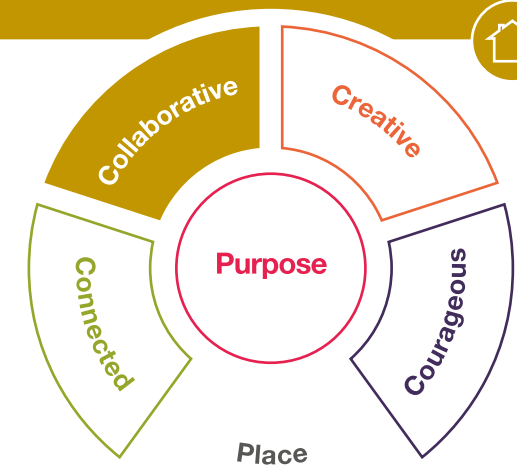 Collaborative
Creative
Connected
Purpose
Courageous
Place